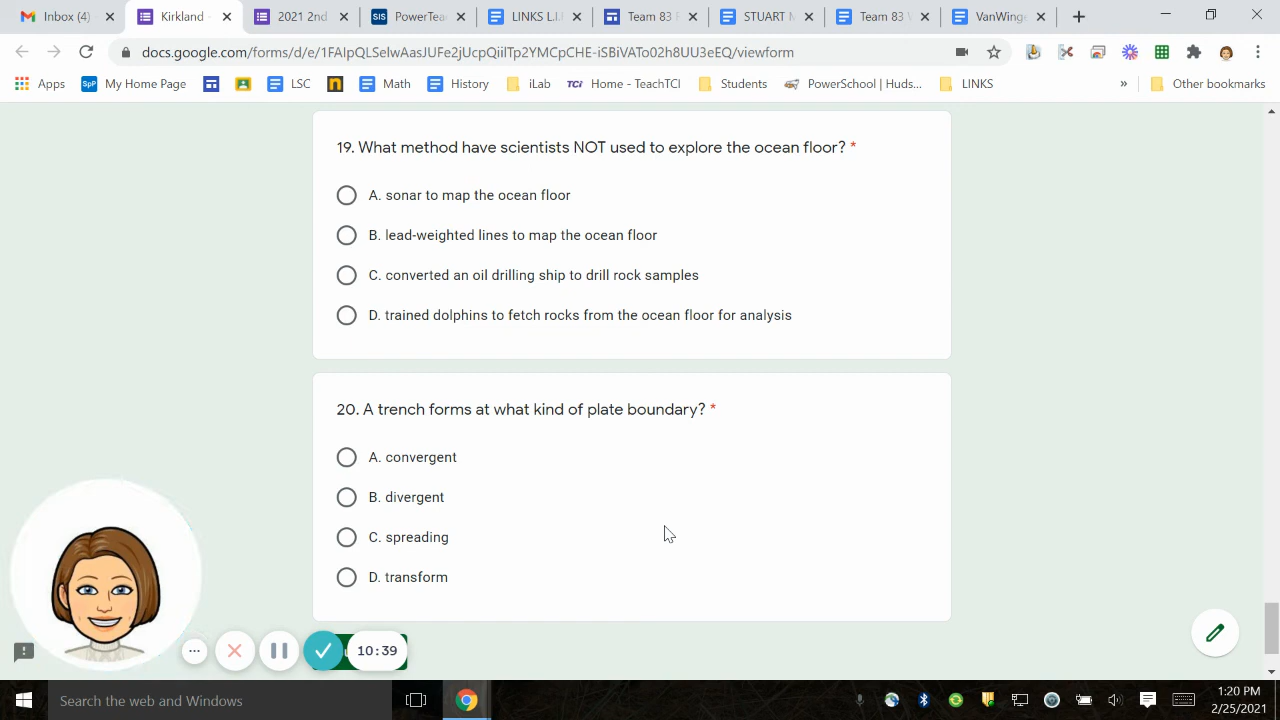 Inbox (4)
Kirkland
2021 2nd
SIS
PowerTea
LINKS L.I.
Team 83 F
STUART M
Team 83 V
VanWinge
docs.google.com/forms/d/e/
/viewform
Apps
SpP
My Home Page
LSC
Math
History
iLab
TCi
Home - TeachTCI
Students
PowerSchool | Huds...
LINKS
»
Other bookmarks
19. What method have scientists NOT used to explore the ocean floor? *
A. sonar to map the ocean floor
B. lead-weighted lines to map the ocean floor
C. converted an oil drilling ship to drill rock samples
D. trained dolphins to fetch rocks from the ocean floor for analysis
20. A trench forms at what kind of plate boundary? *
A. convergent
B. divergent
C. spreading
D. transform
10:39
Search the web and Windows
1:20 PM
2/25/2021